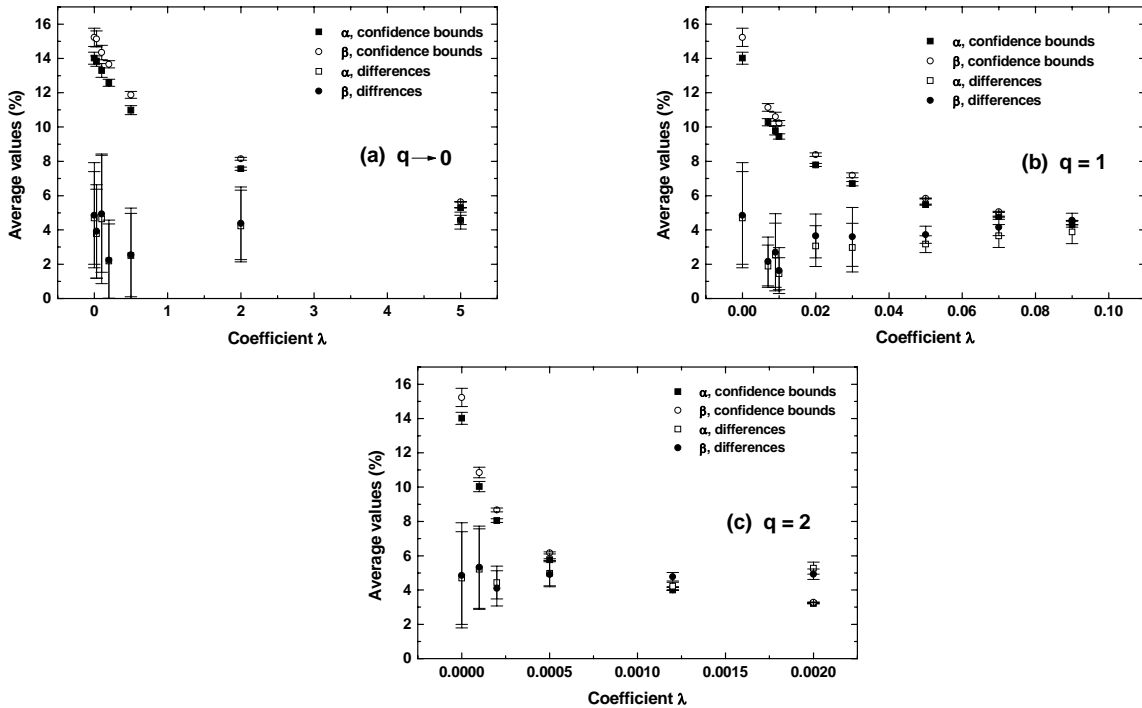 16
14
12
10
8
6
4
2
0
Average values (%)
α, confidence bounds
β, confidence bounds
α, differences
β, diffrences
(a) q → 0
0 1 2 3 4 5
Coefficient λ
16
14
12
10
8
6
4
2
0
Average values (%)
α, confidence bounds
β, confidence bounds
α, differences
β, differences
(b) q = 1
0.00 0.02 0.04 0.06 0.08 0.10
Coefficient λ
16
14
12
10
8
6
4
2
0
Average values (%)
α, confidence bounds
β, confidence bounds
α, differences
β, differences
(c) q = 2
0.0000 0.0005 0.0010 0.0015 0.0020
Coefficient λ